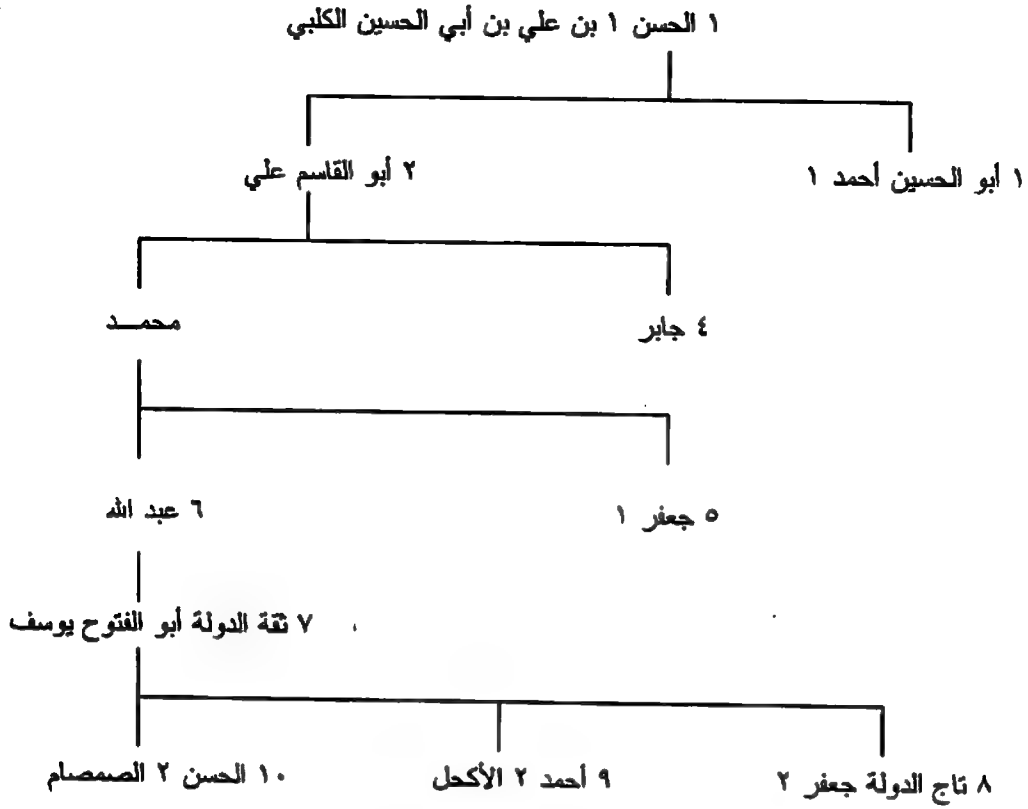 ١ الحسن ١ بن علي بن أبي الحسين الكلبي
١ أبو الحسين أحمد ١
٢ أبو القاسم علي
٤ جابر
محمــد
٥ جعفر ١
٦ عبد الله
٧ ثقة الدولة أبو الفتوح يوسف
٨ تاج الدولة جعفر ٢
٩ أحمد ٢ الأكحل
١٠ الحسن ٢ الصمصام